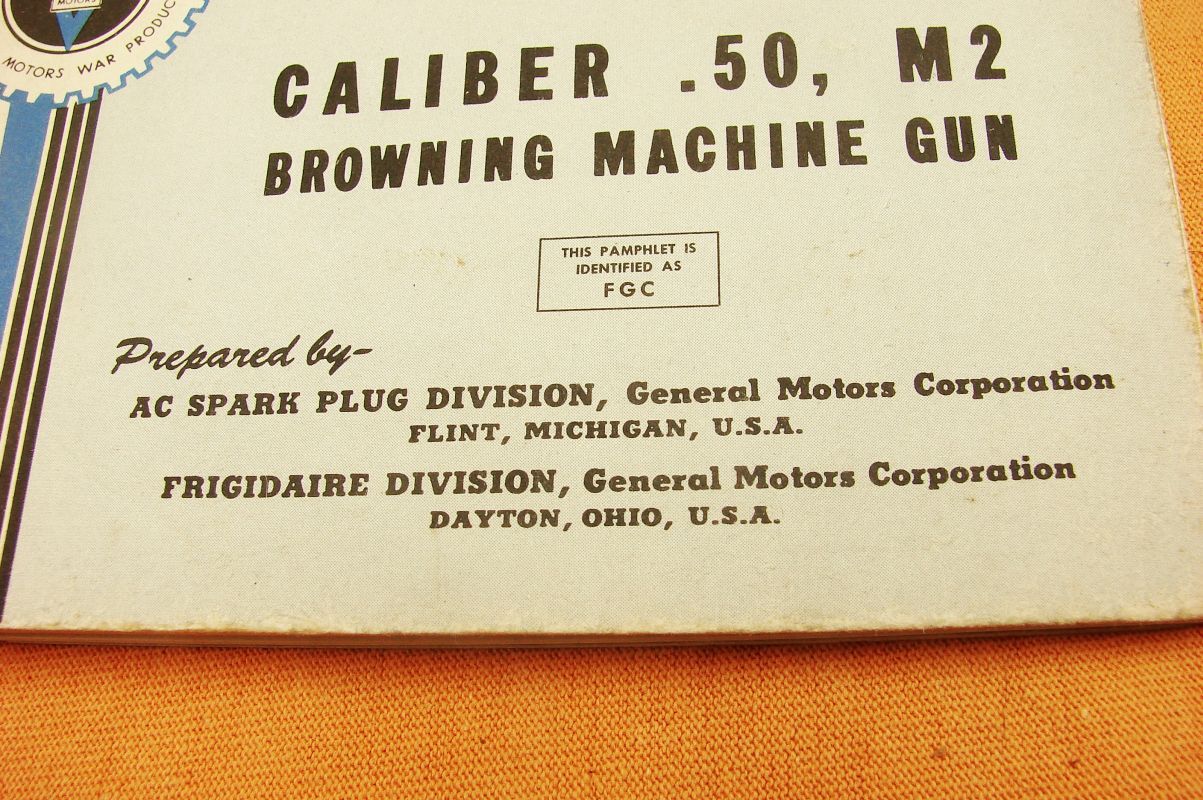 MOTORS
MOTORS WAR PRODUC
CALIBER .50, M2
BROWNING MACHINE GUN
THIS PAMPHLET IS
IDENTIFIED AS
FGC
Prepared by-
AC SPARK PLUG DIVISION, General Motors Corporation
FLINT, MICHIGAN, U.S.A.
FRIGIDAIRE DIVISION, General Motors Corporation
DAYTON, OHIO, U.S.A.